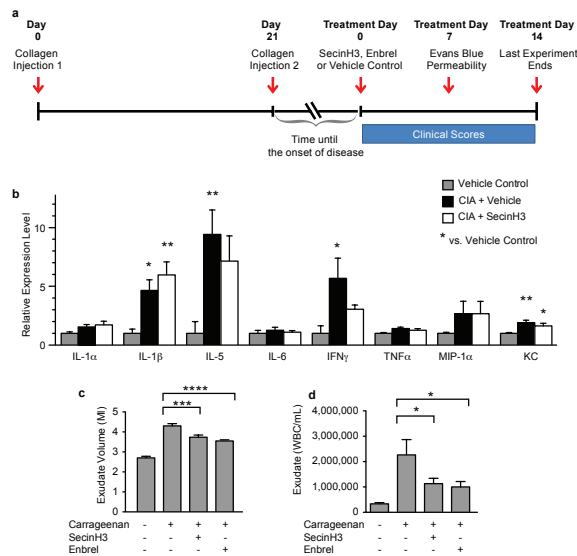 a
Day Day Treatment Day Treatment Day Treatment Day
0 21 0 7 14
Collagen Collagen SecinH3, Enbrel Evans Blue Last Experiment
Injection 1 Injection 2 or Vehicle Control Permeability Ends
Time until
the onset of disease
Clinical Scores
b
Vehicle Control
CIA + Vehicle
CIA + SecinH3
* vs. Vehicle Control
Relative Expression Level
10
5
0
* ** ** * ** *
IL-1α IL-1β IL-5 IL-6 IFNγ TNFα MIP-1α KC
c
Exudate Volume (Ml)
5
4
3
2
1
0
****
***
Carrageenan - + + +
SecinH3 - - + -
Enbrel - - - +
d
Exudate (WBC/mL)
4,000,000
3,000,000
2,000,000
1,000,000
0
*
*
Carrageenan - + + +
SecinH3 - - + -
Enbrel - - - +